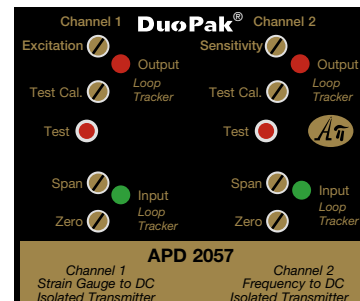 Channel 1 DuoPak® Channel 2
Excitation Sensitivity
Output Output
Loop Loop
Test Cal. Tracker Test Cal. Tracker
Test Test
Span Span
Input Input
Loop Loop
Zero Tracker Zero Tracker
APD 2057
Channel 1 Channel 2
Strain Gauge to DC Frequency to DC
Isolated Transmitter Isolated Transmitter